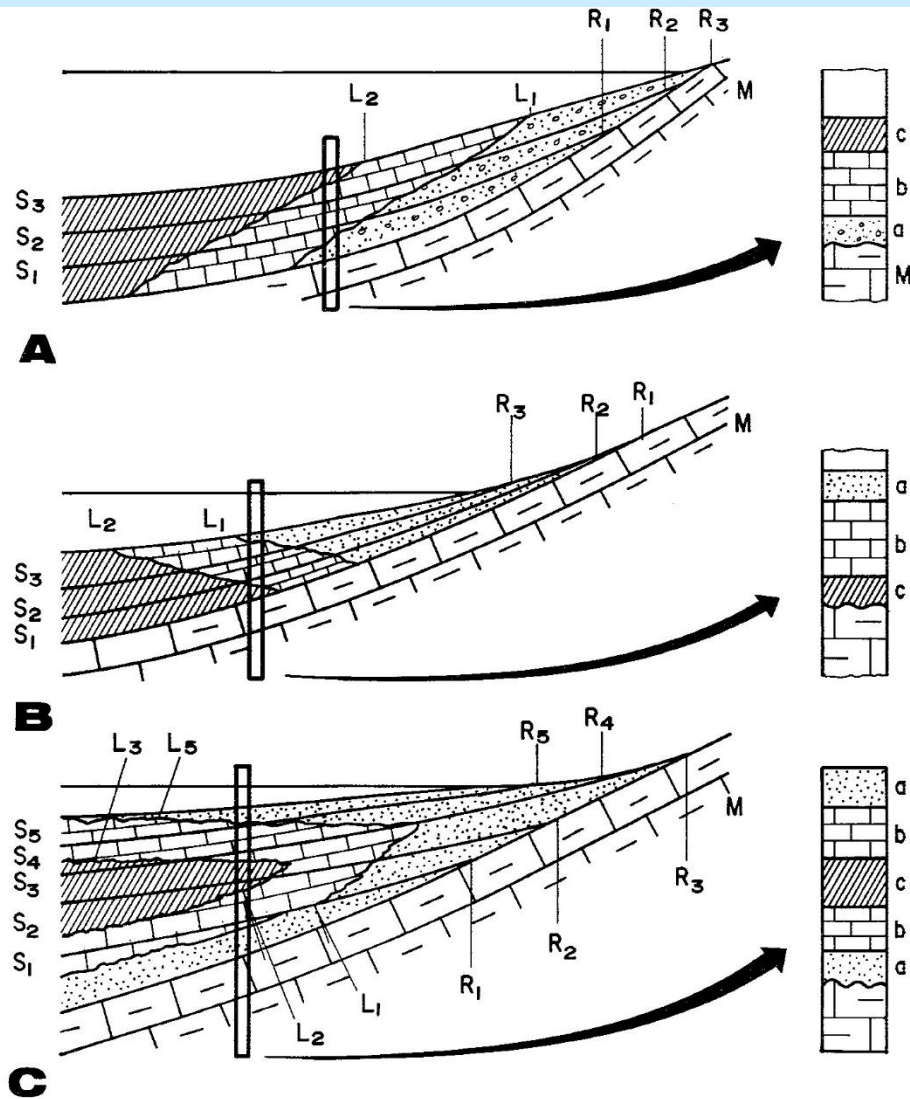 R1 R2 R3
M
L2 L1
S3
S2
S1
c
b
a
M
A
R3 R2 R1
M
L2 L1
S3
S2
S1
a
b
c
B
L3 L5 R5 R4
M
S5
S4
S3
S2
S1
R3
R2
R1
L1
L2
a
b
c
b
a
C